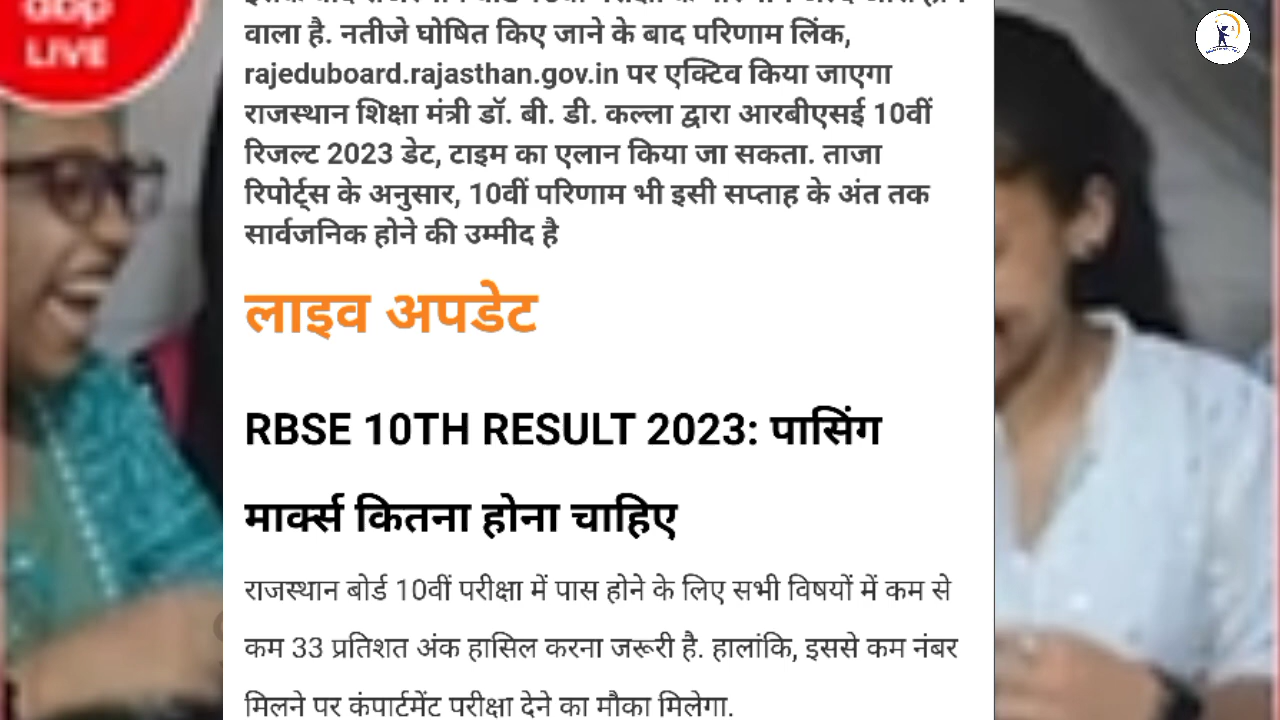 abp
LIVE
वाला है. नतीजे घोषित किए जाने के बाद परिणाम लिंक,
rajeduboard.rajasthan.gov.in पर एक्टिव किया जाएगा
राजस्थान शिक्षा मंत्री डॉ. बी. डी. कल्ला द्वारा आरबीएसई 10वीं
रिजल्ट 2023 डेट, टाइम का एलान किया जा सकता. ताजा
रिपोर्ट्स के अनुसार, 10वीं परिणाम भी इसी सप्ताह के अंत तक
सार्वजनिक होने की उम्मीद है
लाइव अपडेट
RBSE 10TH RESULT 2023: पासिंग
मार्क्स कितना होना चाहिए
राजस्थान बोर्ड 10वीं परीक्षा में पास होने के लिए सभी विषयों में कम से
कम 33 प्रतिशत अंक हासिल करना जरूरी है. हालांकि, इससे कम नंबर
मिलने पर कंपार्टमेंट परीक्षा देने का मौका मिलेगा.